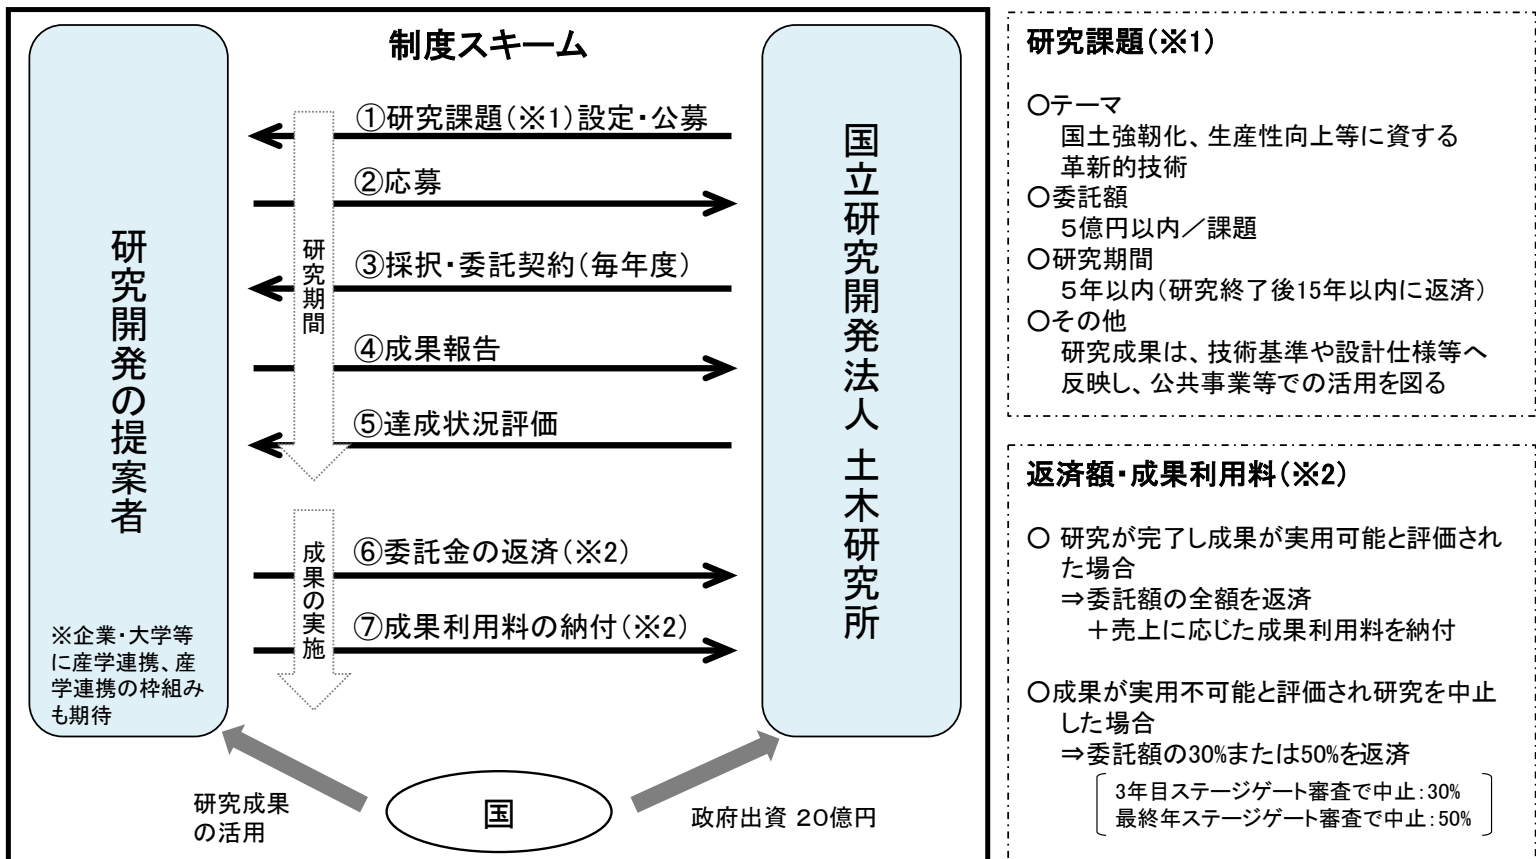 制度スキーム
研究開発の提案者
※企業・大学等
に産学連携、産
学連携の枠組み
も期待
①研究課題(※1)設定・公募
②応募
③採択・委託契約(毎年度)
④成果報告
⑤達成状況評価
研究期間
⑥委託金の返済(※2)
⑦成果利用料の納付(※2)
成果の実施
国立研究開発法人 土木研究所
研究成果
の活用
国
政府出資 20億円
研究課題(※1)
○テーマ
国土強靭化、生産性向上等に資する
革新的技術
○委託額
5億円以内/課題
○研究期間
5年以内(研究終了後15年以内に返済)
○その他
研究成果は、技術基準や設計仕様等へ
反映し、公共事業等での活用を図る
返済額・成果利用料(※2)
○ 研究が完了し成果が実用可能と評価され
た場合
⇒委託額の全額を返済
+売上に応じた成果利用料を納付
○成果が実用不可能と評価され研究を中止
した場合
⇒委託額の30%または50%を返済
3年目ステージゲート審査で中止:30%
最終年ステージゲート審査で中止:50%